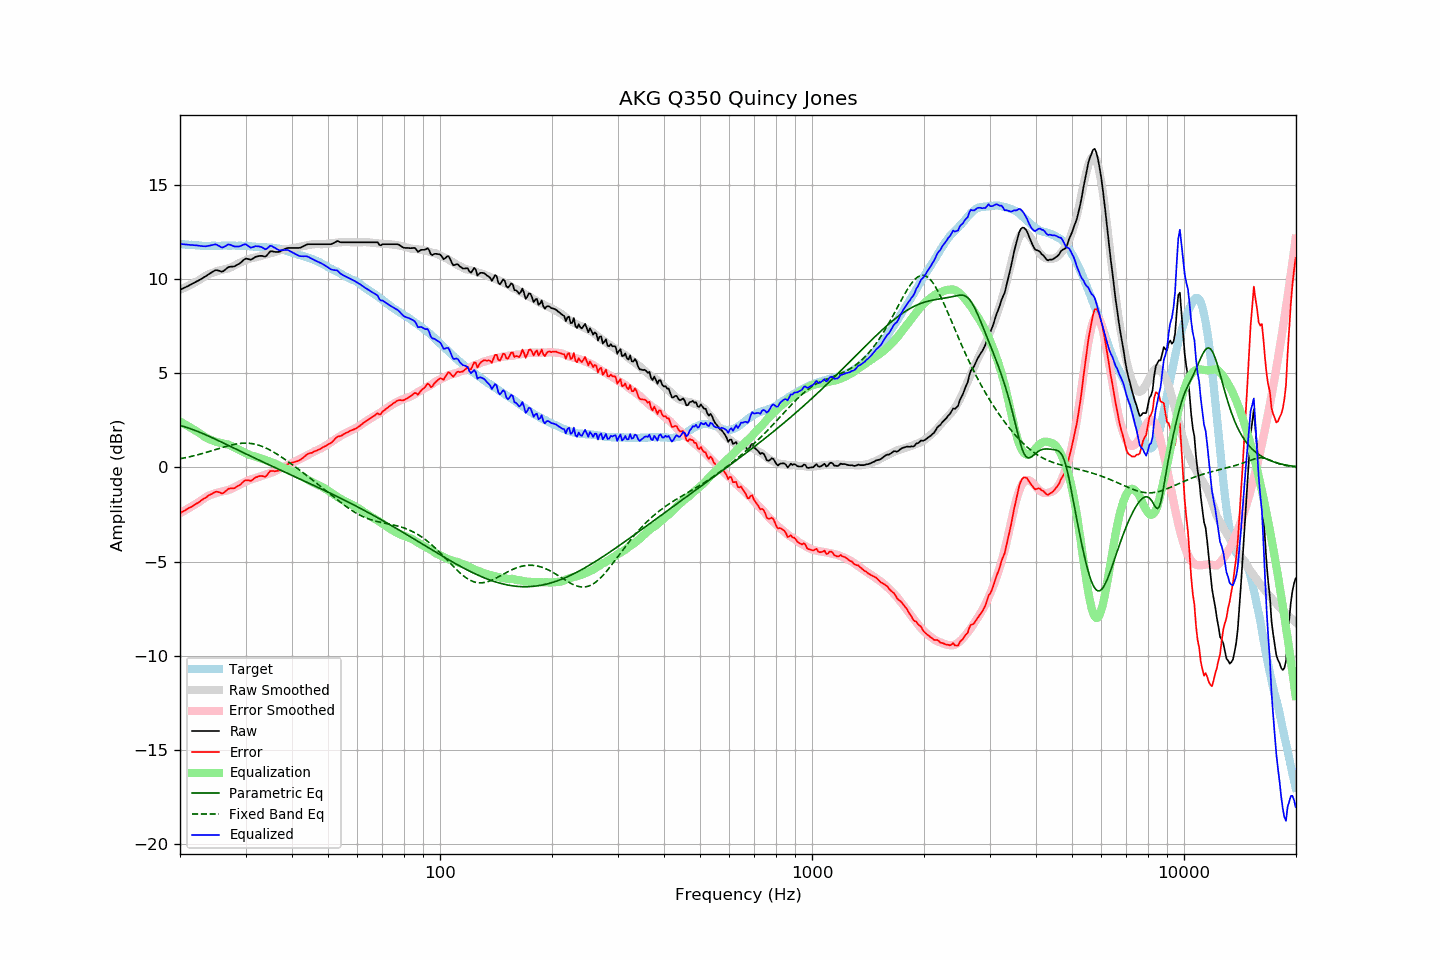 AKG Q350 Quincy Jones
Amplitude (dBr)
15
10
5
0
−5
−10
−15
−20
Target
Raw Smoothed
Error Smoothed
Raw
Error
Equalization
Parametric Eq
Fixed Band Eq
Equalized
100
1000
10000
Frequency (Hz)